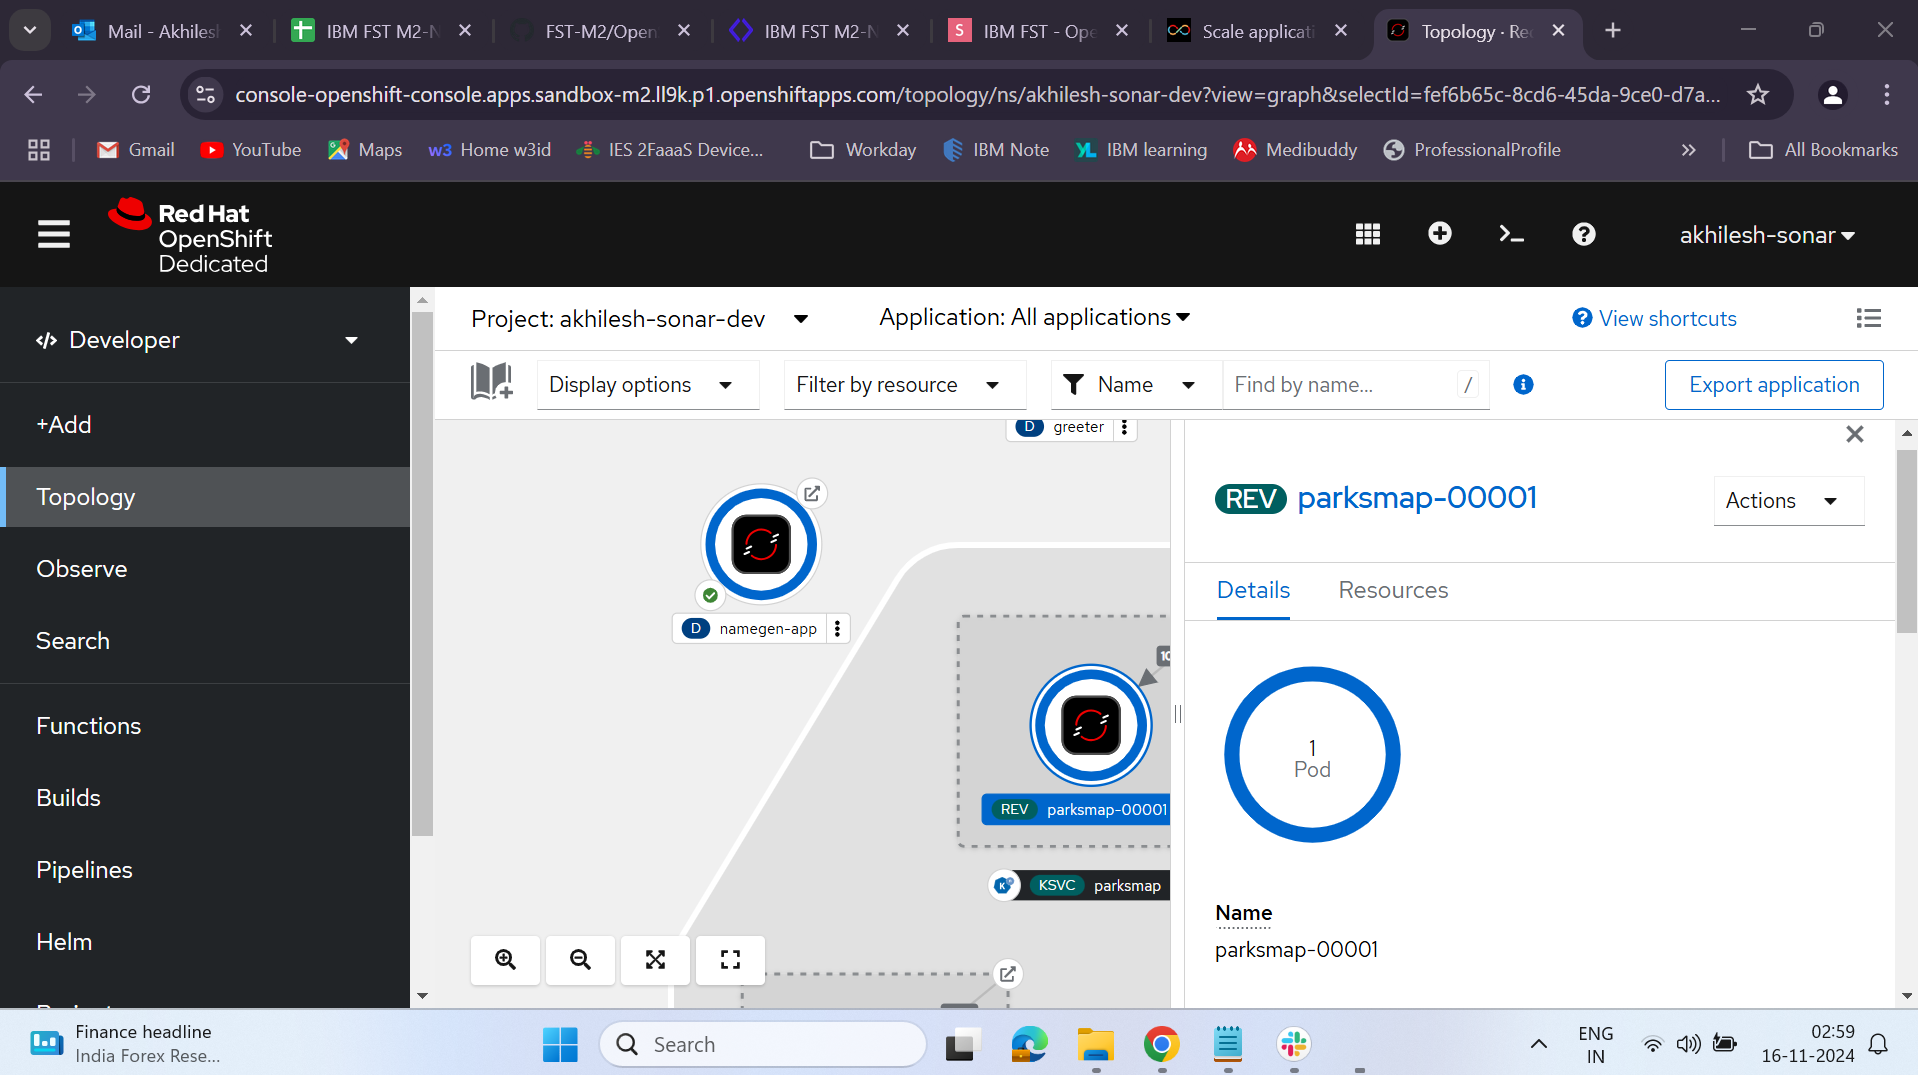 Mail - Akhiles
IBM FST M2-N
FST-M2/Open
IBM FST M2-N
S
IBM FST - Ope
Scale applicati
Topology · Re
console-openshift-console.apps.sandbox-m2.ll9k.p1.openshiftapps.com/topology/ns/akhilesh-sonar-dev?view=graph&selectId=fef6b65c-8cd6-45da-9ce0-d7a...
Gmail
YouTube
Maps
w3 Home w3id
IES 2FaaaS Device...
Workday
IBM Note
YL IBM learning
Medibuddy
ProfessionalProfile
All Bookmarks
Red Hat
OpenShift
Dedicated
akhilesh-sonar
Developer
+Add
Topology
Observe
Search
Functions
Builds
Pipelines
Helm
Project: akhilesh-sonar-dev
Application: All applications
View shortcuts
Display options
Filter by resource
Name
Find by name...
/
Export application
D greeter
D namegen-app
REV parksmap-00001
KSVC parksmap
REV parksmap-00001
Actions
Details
Resources
1
Pod
Name
parksmap-00001
Finance headline
India Forex Rese...
Search
ENG
IN
02:59
16-11-2024